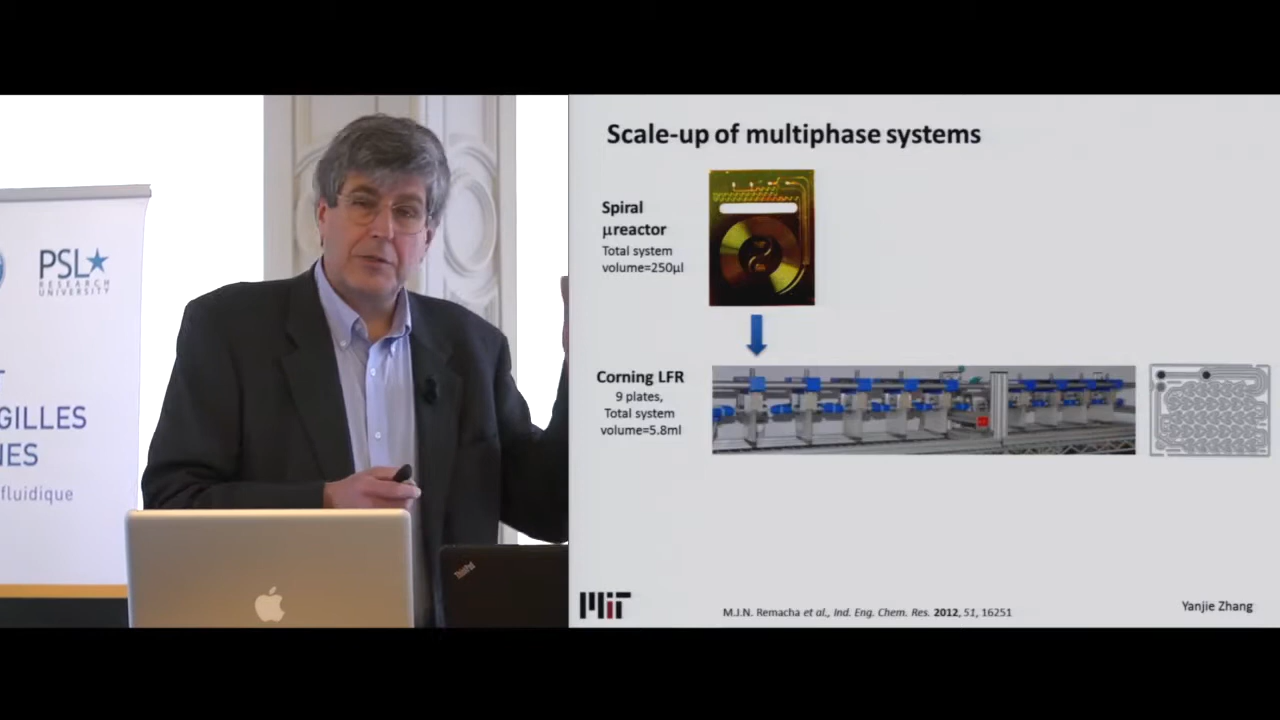 PSL
RESEARCH
UNIVERSITY
GILLES
NES
fluidique
ThinkPad
Scale-up of multiphase systems
Spiral
μreactor
Total system
volume=250μl
Corning LFR
9 plates,
Total system
volume=5.8ml
MIT
M.J.N. Remacha et al., Ind. Eng. Chem. Res. 2012, 51, 16251
Yanjie Zhang